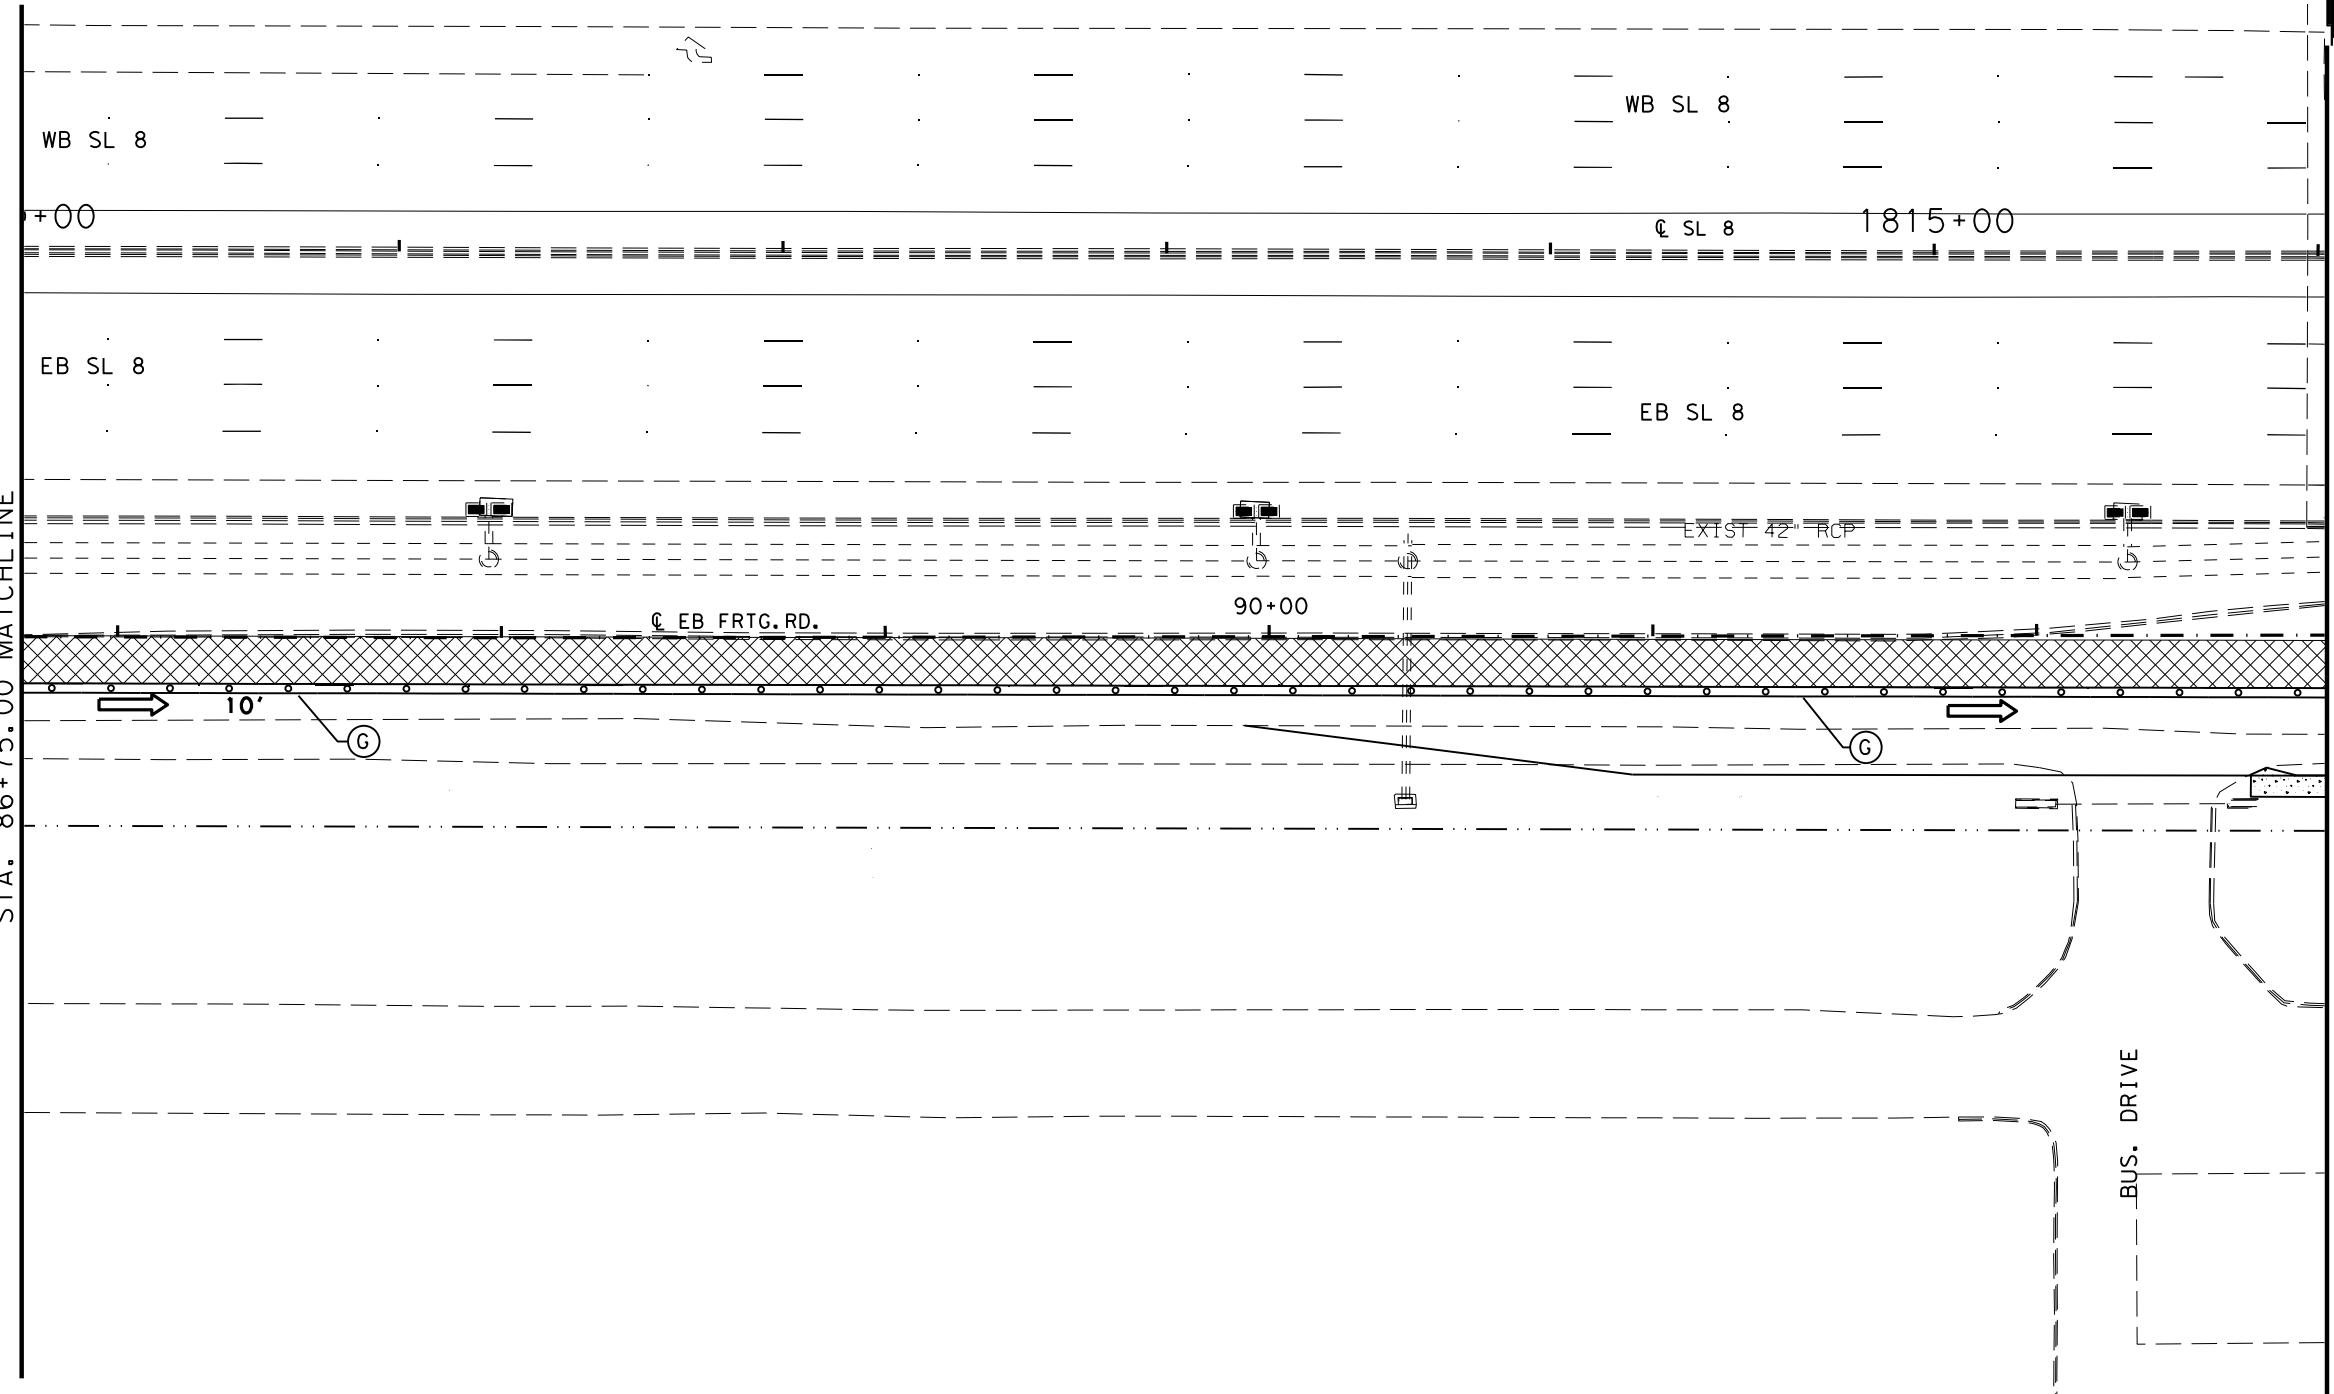 WB SL 8
WB SL 8
+00
℄ SL 8
1815+00
EB SL 8
EB SL 8
EXIST 42" RCP
90+00
℄ EB FRTG.RD.
10'
G
G
STA. 86+75.00 MATCHLINE
BUS. DRIVE